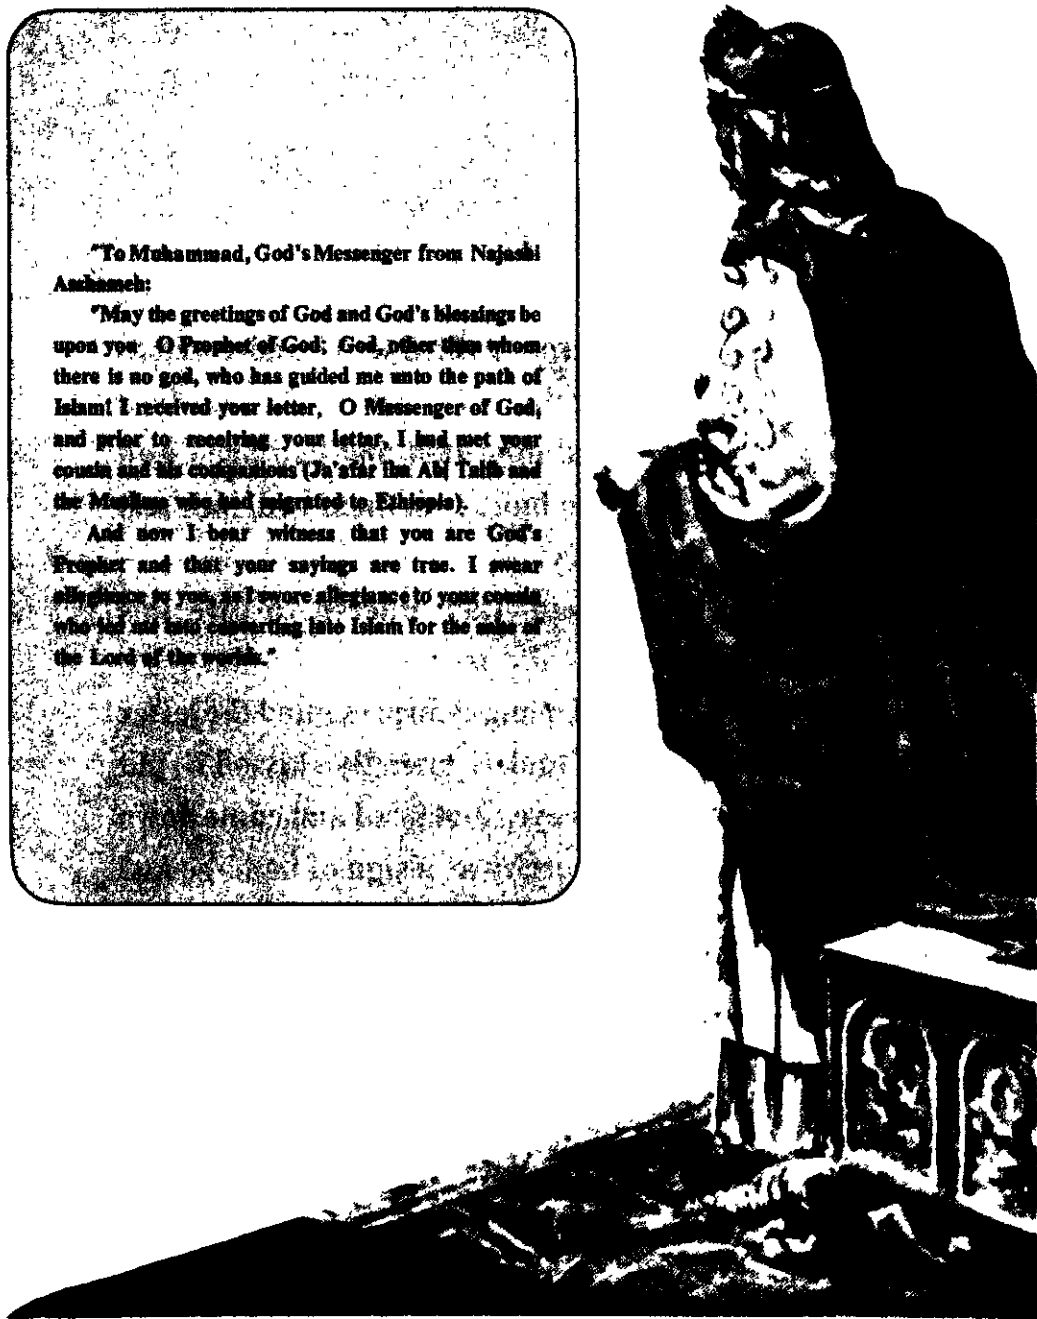 "To Muhammad, God's Messenger from Najashi
Asshameh:
"May the greetings of God and God's blessings be
upon you O Prophet of God; God, other than whom
there is no god, who has guided me unto the path of
Islam! I received your letter, O Messenger of God,
and prior to receiving your letter, I had met your
cousin and his companions (Ja'afar ibn Abi Talib and
the Muslims who had migrated to Ethiopia).
And now I bear witness that you are God's
Prophet and that your sayings are true. I swear
allegiance to you, as I swore allegiance to your cousin
who led me into converting into Islam for the sake of
the Lord of the worlds."